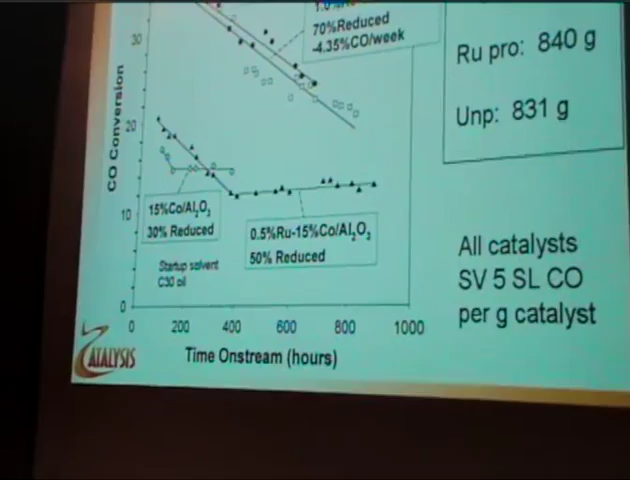 70%Reduced
-4.35%CO/week
Ru pro: 840 g
Unp: 831 g
30
20
10
0
CO Conversion
15%Co/Al₂O₃
30% Reduced
0.5%Ru-15%Co/Al₂O₃
50% Reduced
Startup solvent
C30 oil
All catalysts
SV 5 SL CO
per g catalyst
0 200 400 600 800 1000
Time Onstream (hours)
CATALYSIS